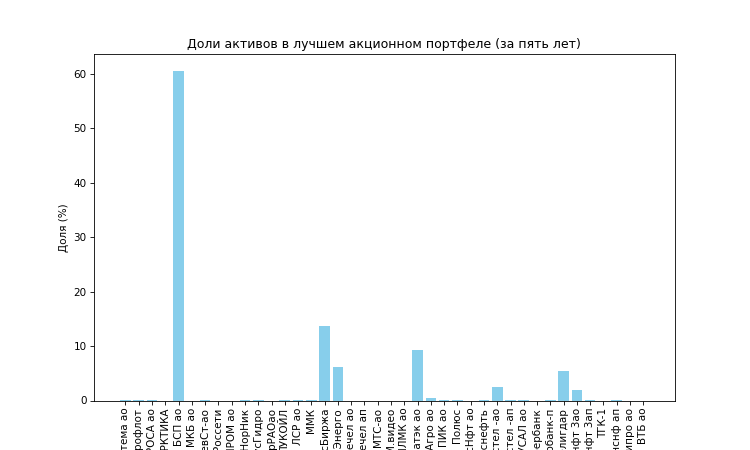 Доли активов в лучшем акционном портфеле (за пять лет)
Доля (%)
60
50
40
30
20
10
0
тема ао
рофлот
РОСА ао
РКТИКА
БСП ао
МКБ ао
евСт-ао
Россети
ПРОМ ао
НорНик
сГидро
рРАОао
ЛУКОЙЛ
ЛСР ао
ММК
сБиржа
Энерго
ечел ао
ечел ап
МТС-ао
М.видео
ЛМК ао
атэк ао
Агро ао
ПИК ао
Полюс
сНфт ао
снефть
стел -ао
стел -ап
УСАЛ ао
ербанк
рбанк-п
лигдар
нфт 3ао
нфт 3ап
ТГК-1
нснф ап
ипро ао
ВТБ ао